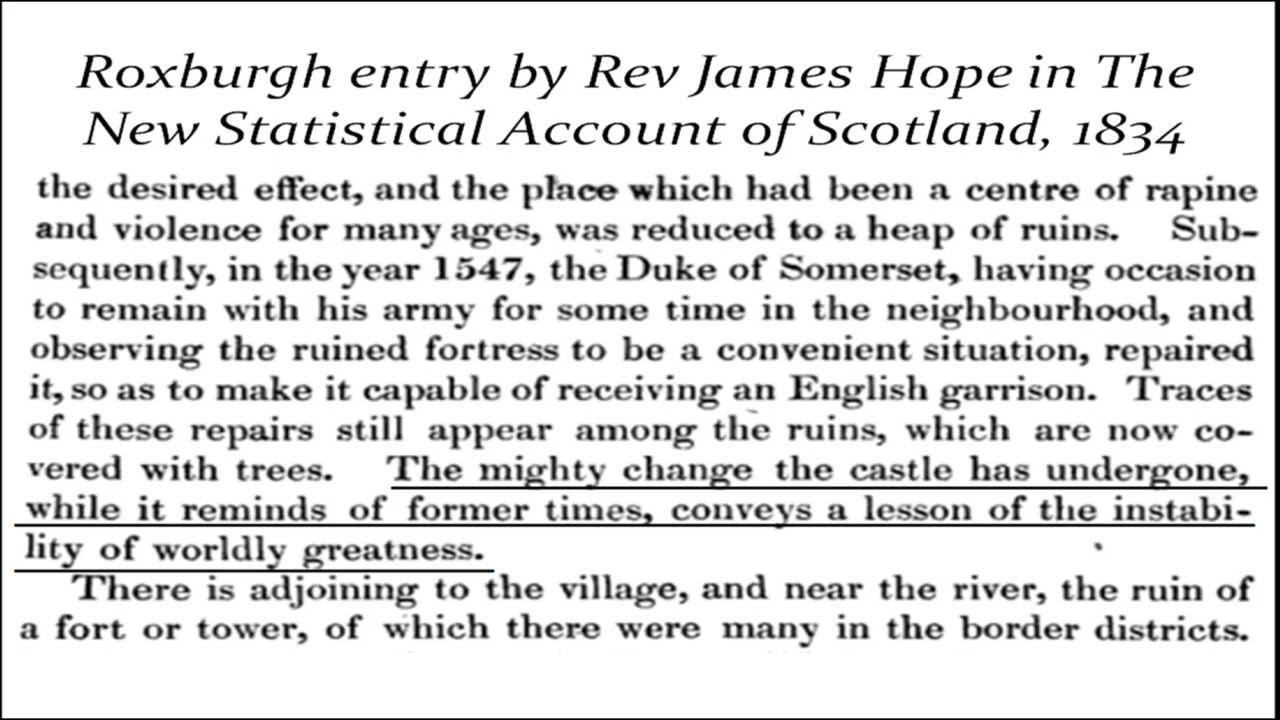 Roxburgh entry by Rev James Hope in The
New Statistical Account of Scotland, 1834
the desired effect, and the place which had been a centre of rapine
and violence for many ages, was reduced to a heap of ruins. Sub-
sequently, in the year 1547, the Duke of Somerset, having occasion
to remain with his army for some time in the neighbourhood, and
observing the ruined fortress to be a convenient situation, repaired
it, so as to make it capable of receiving an English garrison. Traces
of these repairs still appear among the ruins, which are now co-
vered with trees. The mighty change the castle has undergone,
while it reminds of former times, conveys a lesson of the instabi-
lity of worldly greatness.
There is adjoining to the village, and near the river, the ruin of
a fort or tower, of which there were many in the border districts.